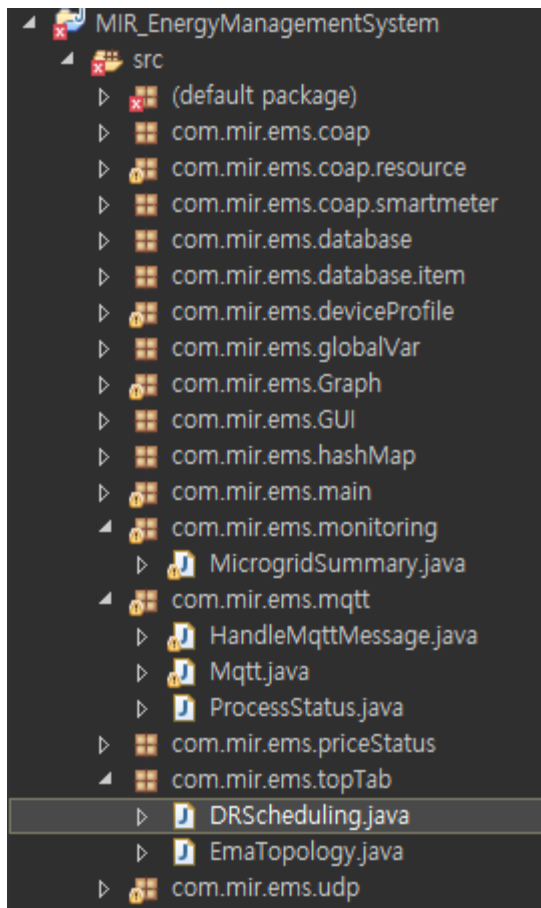 MIR_EnergyManagementSystem
src
(default package)
com.mir.ems.coap
com.mir.ems.coap.resource
com.mir.ems.coap.smartmeter
com.mir.ems.database
com.mir.ems.database.item
com.mir.ems.deviceProfile
com.mir.ems.globalVar
com.mir.ems.Graph
com.mir.ems.GUI
com.mir.ems.hashMap
com.mir.ems.main
com.mir.ems.monitoring
MicrogridSummary.java
com.mir.ems.mqtt
HandleMqttMessage.java
Mqtt.java
ProcessStatus.java
com.mir.ems.priceStatus
com.mir.ems.topTab
DRScheduling.java
EmaTopology.java
com.mir.ems.udp